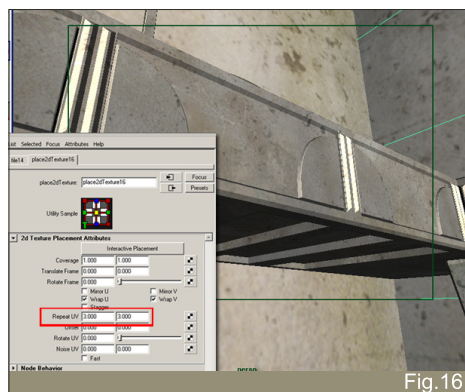 List Selected Focus Attributes Help
file14 place2dTexture16
place2dTexture: place2dTexture16
Focus
Presets
Utility Sample
2d Texture Placement Attributes
Interactive Placement
Coverage 1.000 1.000
Translate Frame 0.000 0.000
Rotate Frame 0.000
Mirror U Mirror V
Wrap U Wrap V
Stagger
Repeat UV 3.000 3.000
Offset 0.000 0.000
Rotate UV 0.000
Noise UV 0.000 0.000
Fast
Node Behavior
persp
Fig.16